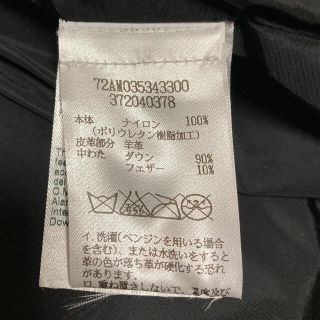 72AM035343300
372040378
本体 ナイロン 100%
(ポリウレタン樹脂加工)
皮革部分 羊革
中わた ダウン 90%
フェザー 10%
イ.洗濯(ベンジンを用いる場合
を含む)、または水洗いをすると
革の色が落ち革が硬化する恐れ
があります。